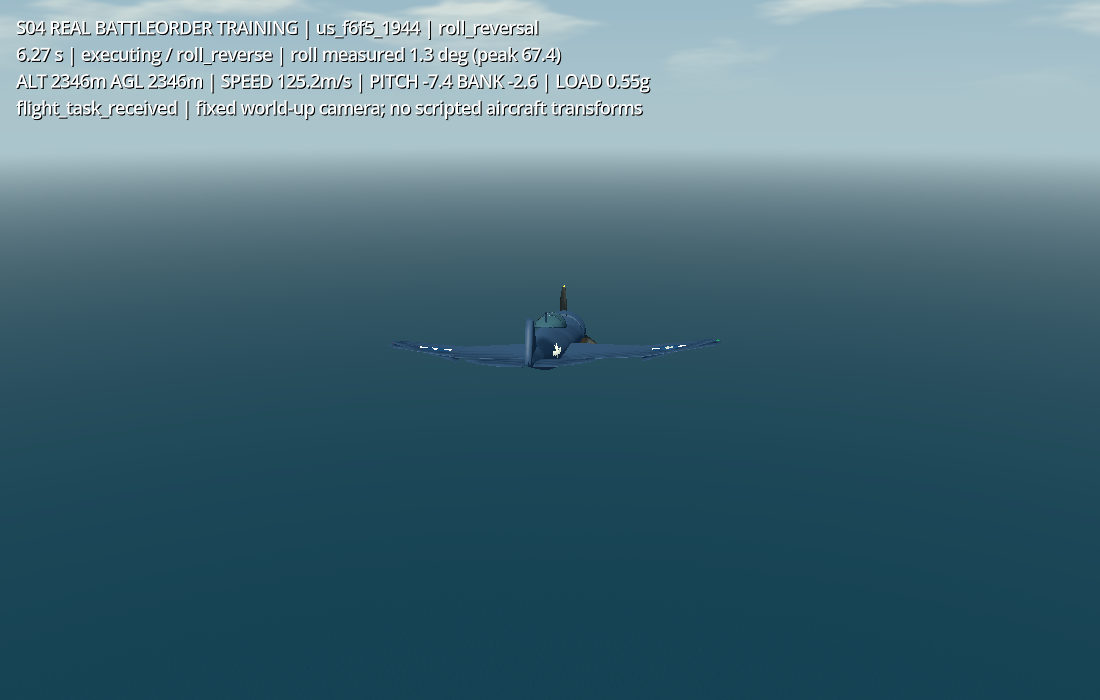 S04 REAL BATTLEORDER TRAINING | us_f6f5_1944 | roll_reversal
6.27 s | executing / roll_reverse | roll measured 1.3 deg (peak 67.4)
ALT 2346m AGL 2346m | SPEED 125.2m/s | PITCH -7.4 BANK -2.6 | LOAD 0.55g
flight_task_received | fixed world-up camera; no scripted aircraft transforms